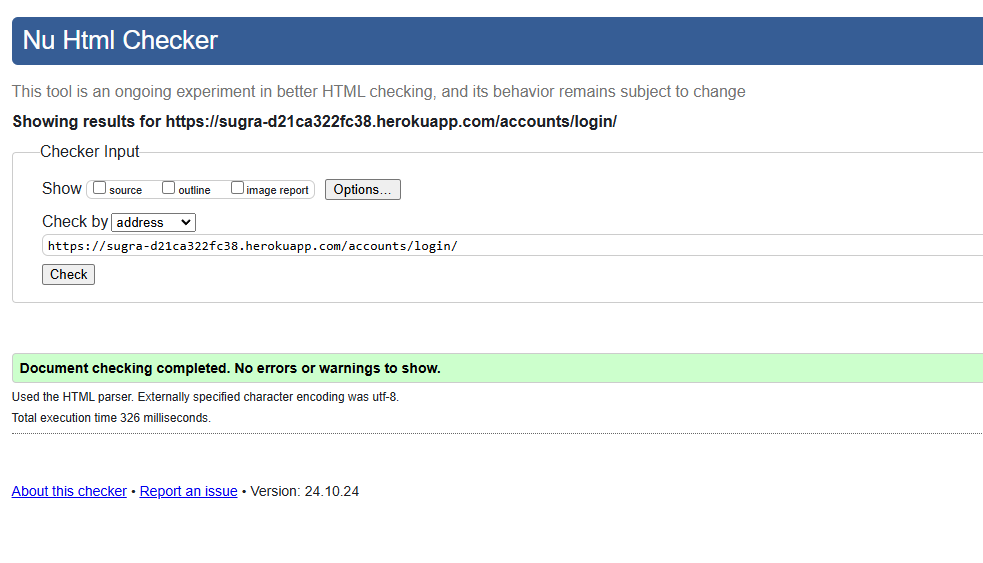 Nu Html Checker
This tool is an ongoing experiment in better HTML checking, and its behavior remains subject to change
Showing results for https://sugra-d21ca322fc38.herokuapp.com/accounts/login/
Checker Input
Show source outline image report Options...
Check by address
https://sugra-d21ca322fc38.herokuapp.com/accounts/login/
Check
Document checking completed. No errors or warnings to show.
Used the HTML parser. Externally specified character encoding was utf-8.
Total execution time 326 milliseconds.
About this checker • Report an issue • Version: 24.10.24